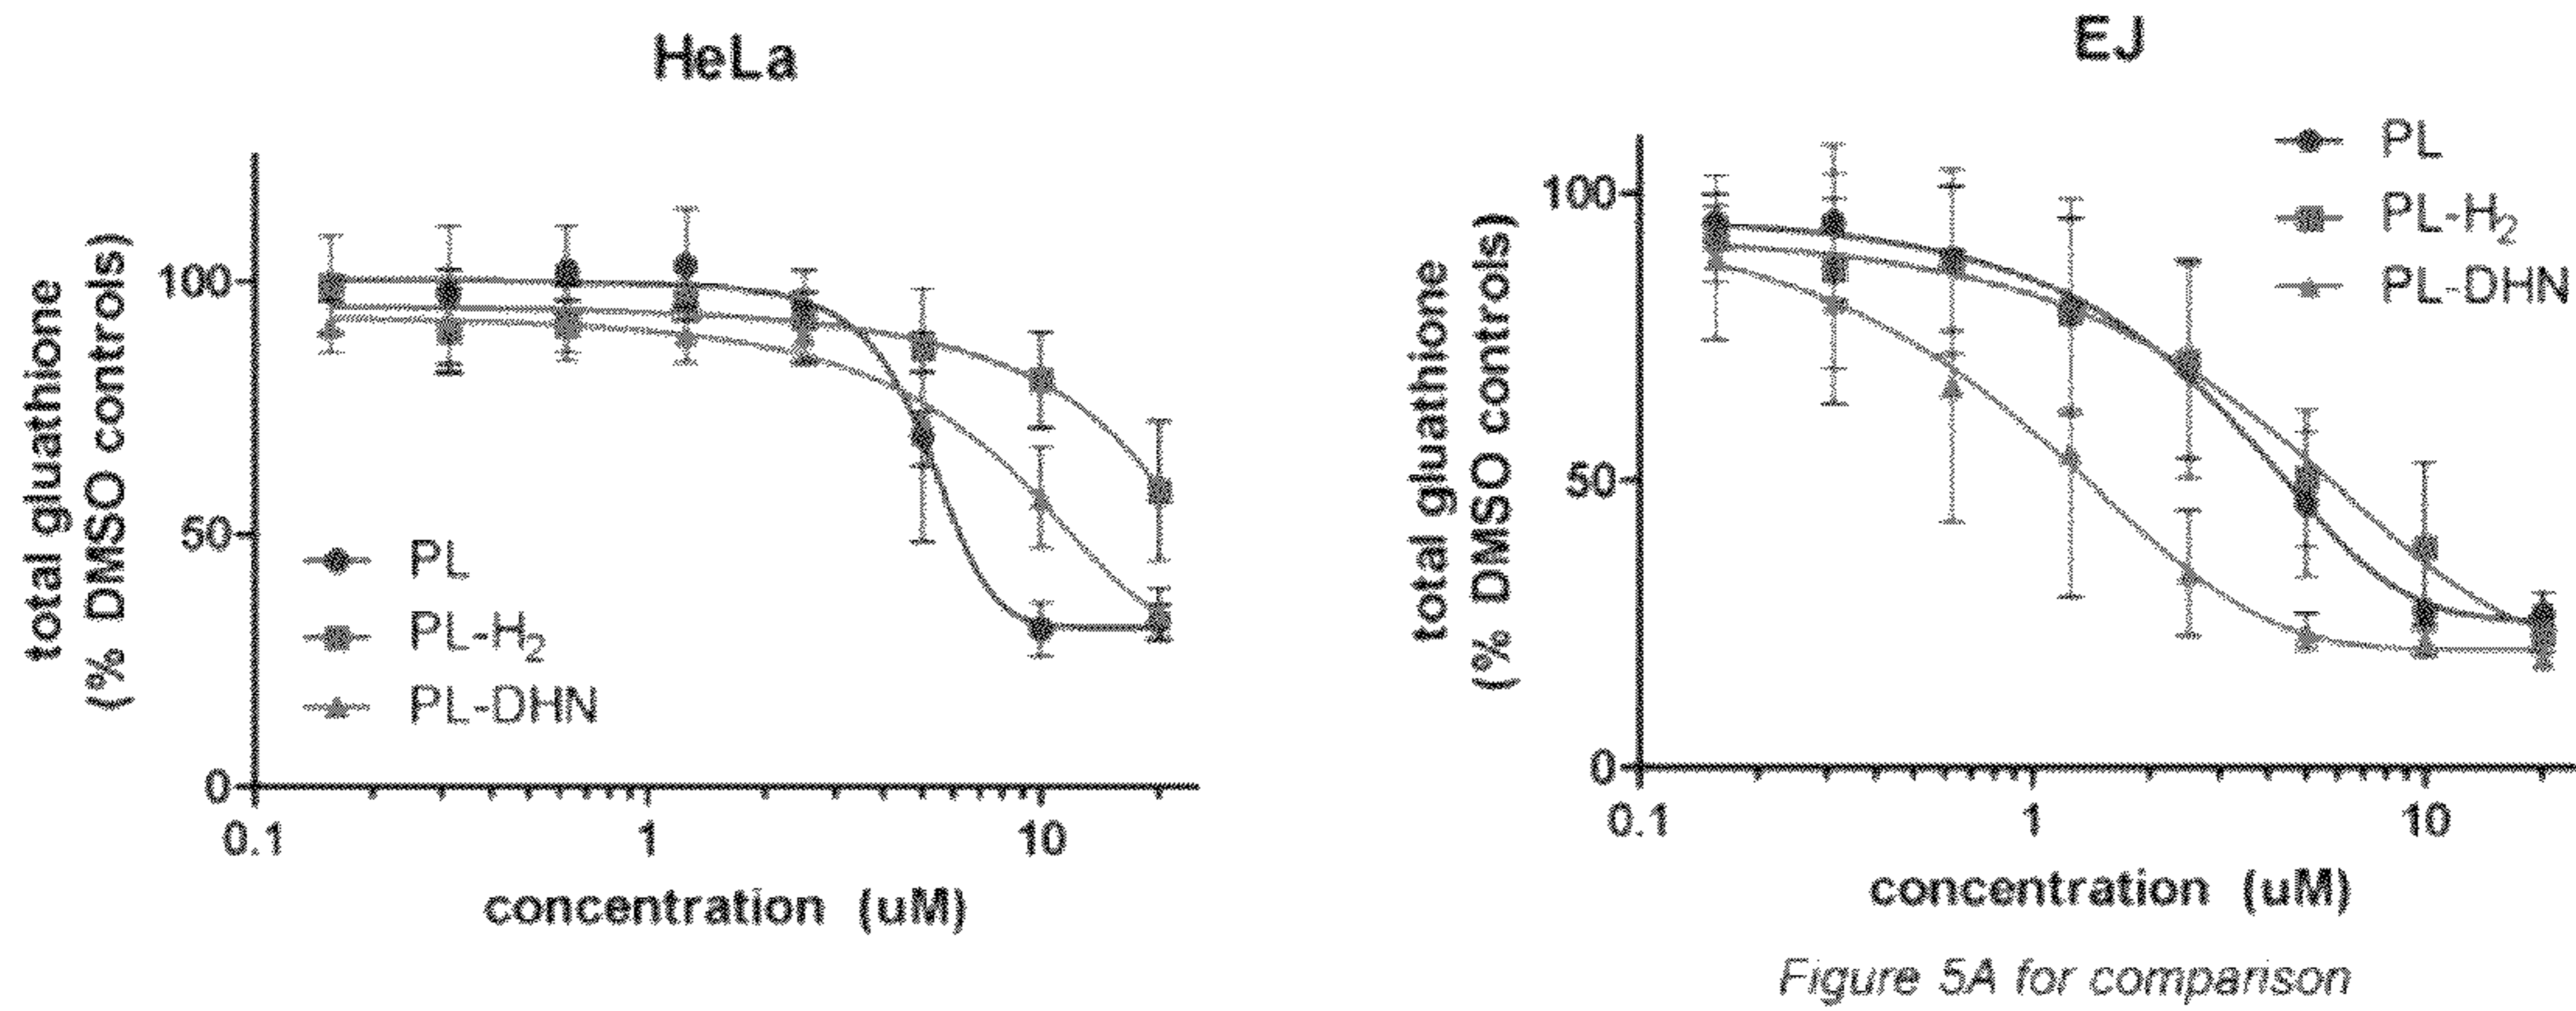 HeLa
total gluathione
(% DMSO controls)
100
50
0
PL
PL-H2
PL-DHN
0.1
1
10
concentration (uM)
EJ
total gluathione
(% DMSO controls)
100
50
0
PL
PL-H2
PL-DHN
0.1
1
10
concentration (uM)
Figure 5A for comparison